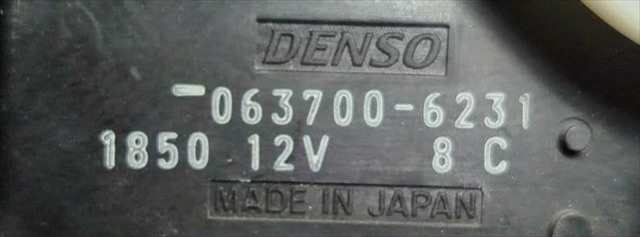 DENSO
-063700-6231
1850 12V 8 C
MADE IN JAPAN